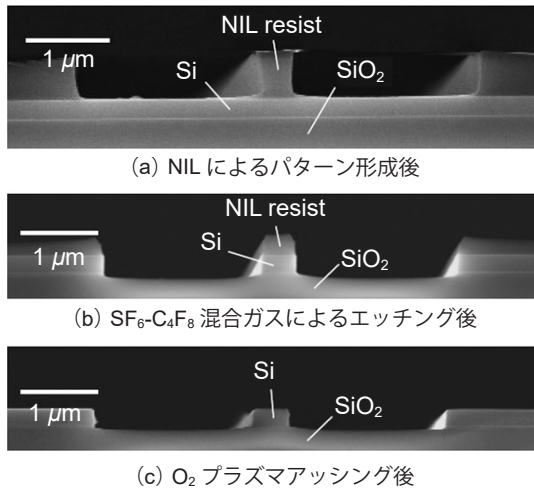 NIL resist
1 µm
Si
SiO₂
(a) NIL によるパターン形成後
NIL resist
Si
1 µm
SiO₂
(b) SF₆-C₄F₈ 混合ガスによるエッチング後
Si
1 µm
SiO₂
(c) O₂ プラズマアッシング後